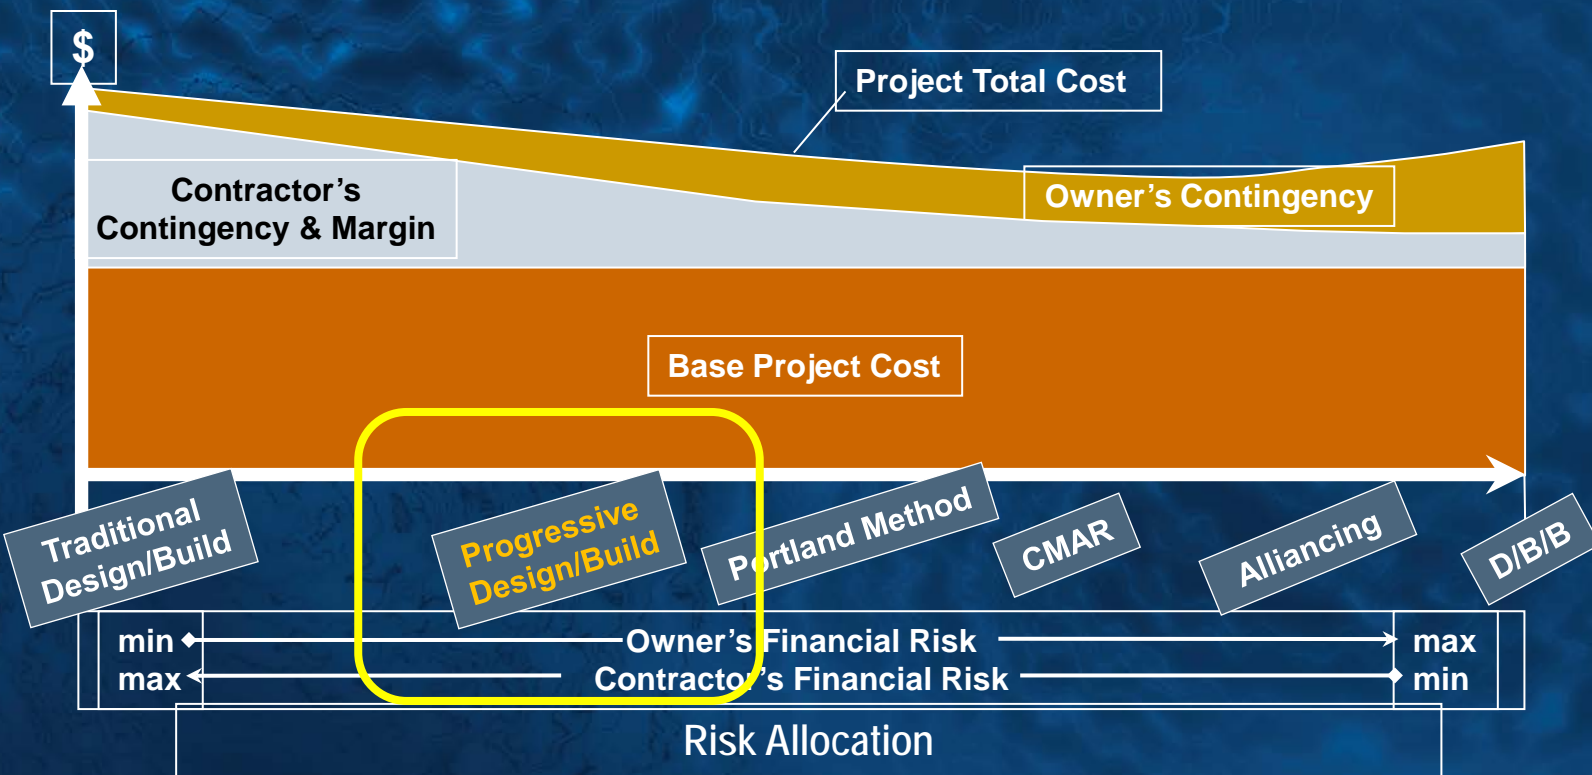 $
Project Total Cost
Contractor’s
Contingency & Margin
Owner’s Contingency
Base Project Cost
Traditional
Design/Build
Progressive
Design/Build
Portland Method
CMAR
Alliancing
D/B/B
min Owner’s Financial Risk max
max Contractor’s Financial Risk min
Risk Allocation